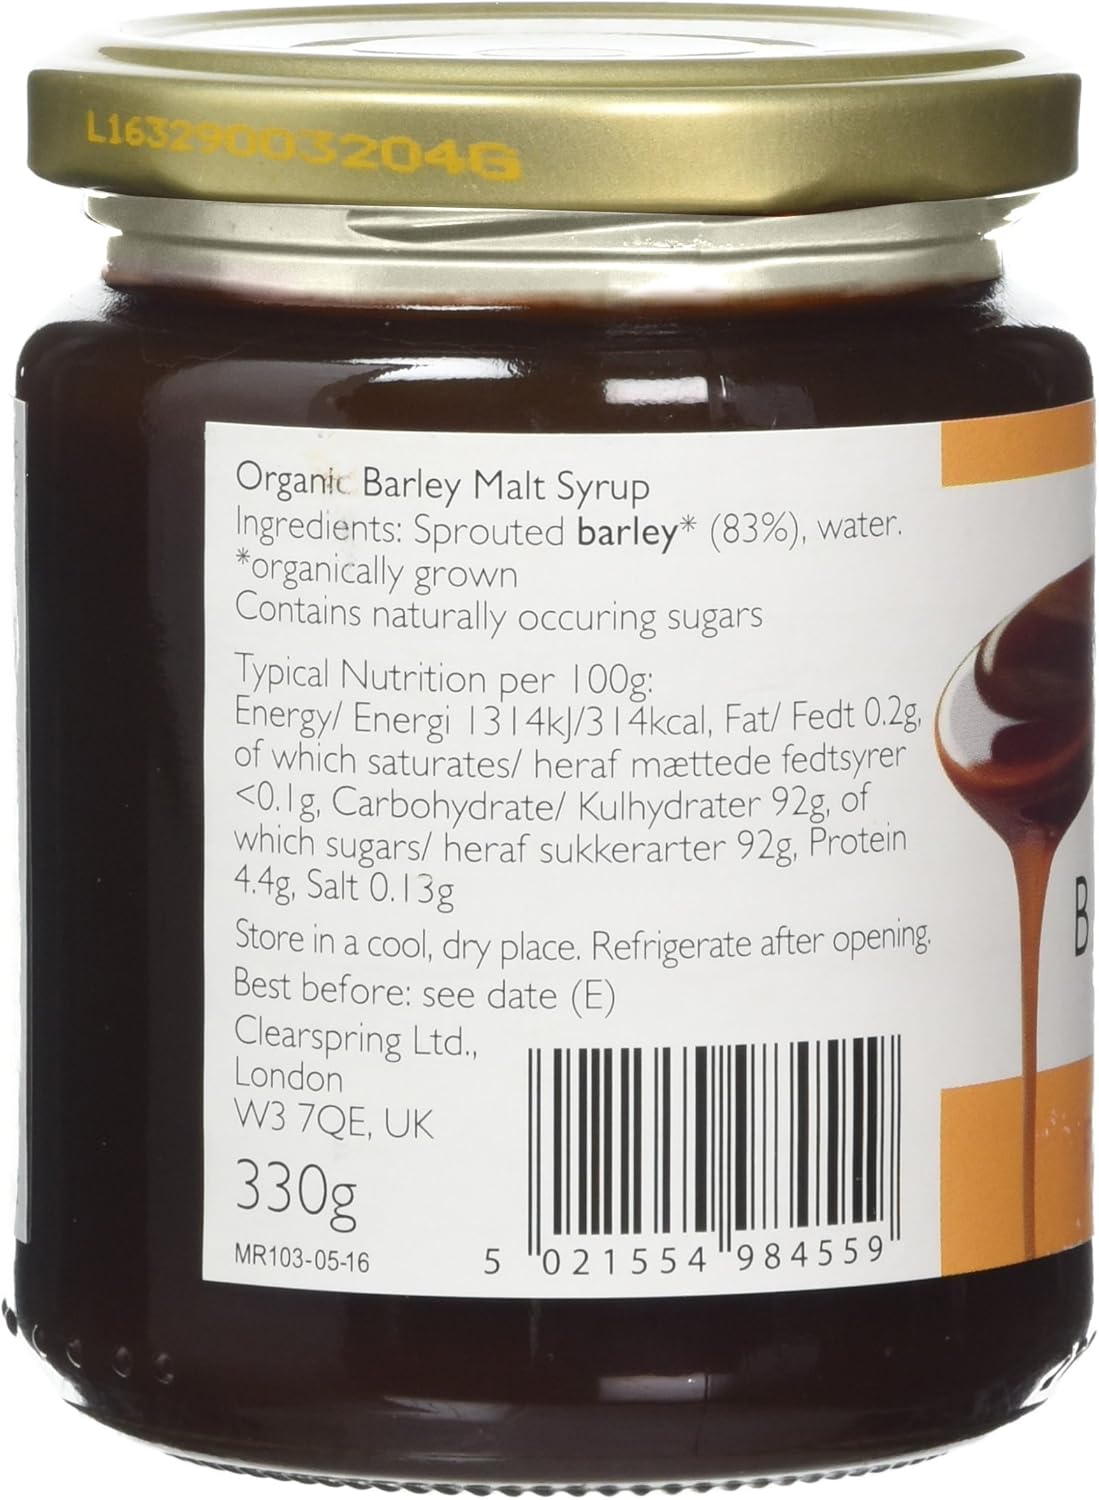 L1632900320​4G
Organic Barley Malt Syrup
Ingredients: Sprouted barley* (83%), water.
*organically grown
Contains naturally occuring sugars
Typical Nutrition per 100g:
Energy/ Energi 1314kJ/314kcal, Fat/ Fedt 0.2g,
of which saturates/ heraf mættede fedtsyrer
<0.1g, Carbohydrate/ Kulhydrater 92g, of
which sugars/ heraf sukkerarter 92g, Protein
4.4g, Salt 0.13g
Store in a cool, dry place. Refrigerate after opening.
Best before: see date (E)
Clearspring Ltd.,
London
W3 7QE, UK
330g
MR103-05-16
5 021554 984559
B